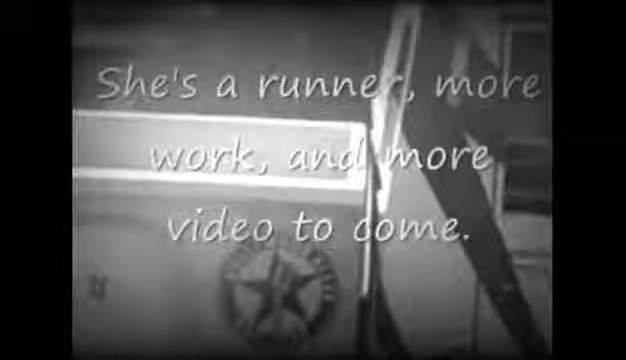 She's a runner, more
work, and more
video to come.